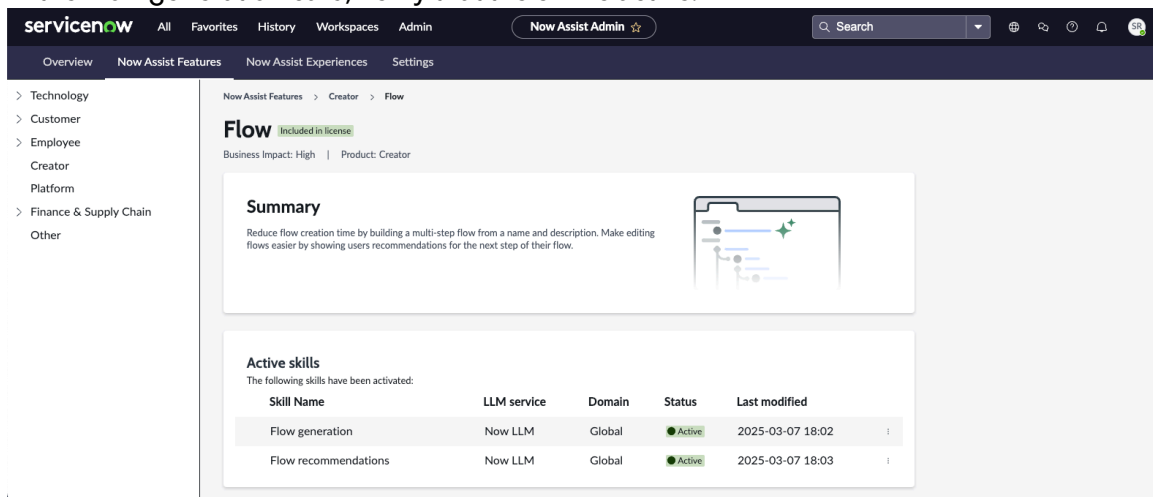 servicenow All Favorites History Workspaces Admin Now Assist Admin Search SR
Overview Now Assist Features Now Assist Experiences Settings
Technology
Customer
Employee
Creator
Platform
Finance & Supply Chain
Other
Now Assist Features > Creator > Flow
Flow Included in license
Business Impact: High | Product: Creator
Summary
Reduce flow creation time by building a multi-step flow from a name and description. Make editing
flows easier by showing users recommendations for the next step of their flow.
Active skills
The following skills have been activated:
Skill Name LLM service Domain Status Last modified
Flow generation Now LLM Global Active 2025-03-07 18:02
Flow recommendations Now LLM Global Active 2025-03-07 18:03